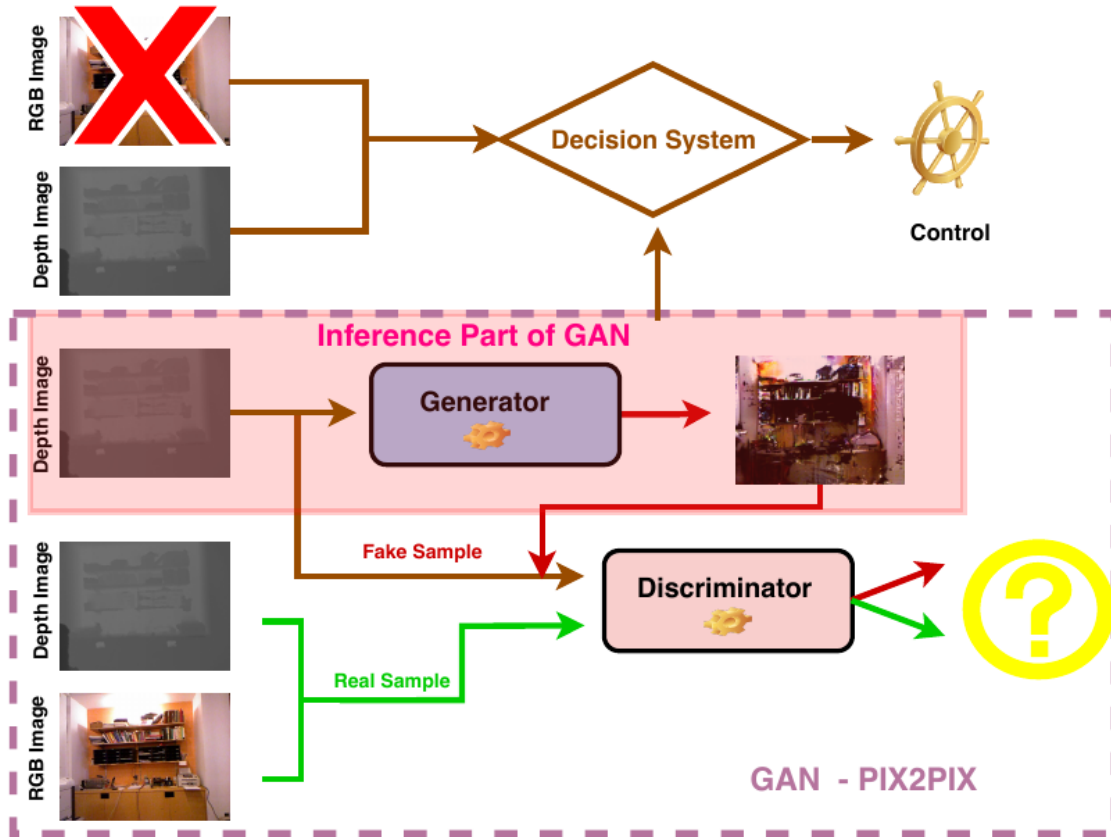 RGB Image
Decision System
Depth Image
Control
Inference Part of GAN
Depth Image
Generator
Fake Sample
Depth Image
Discriminator
Real Sample
RGB Image
GAN - PIX2PIX